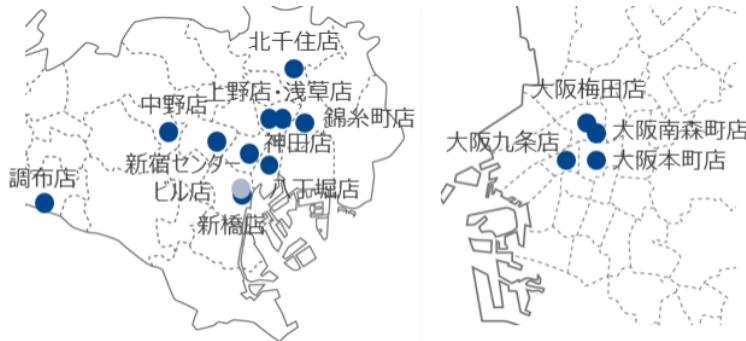 北千住店
上野店・浅草店
中野店
錦糸町店
神田店
新宿センター
ビル店
調布店
八丁堀店
新橋店
大阪梅田店
大阪南森町店
大阪九条店
大阪本町店